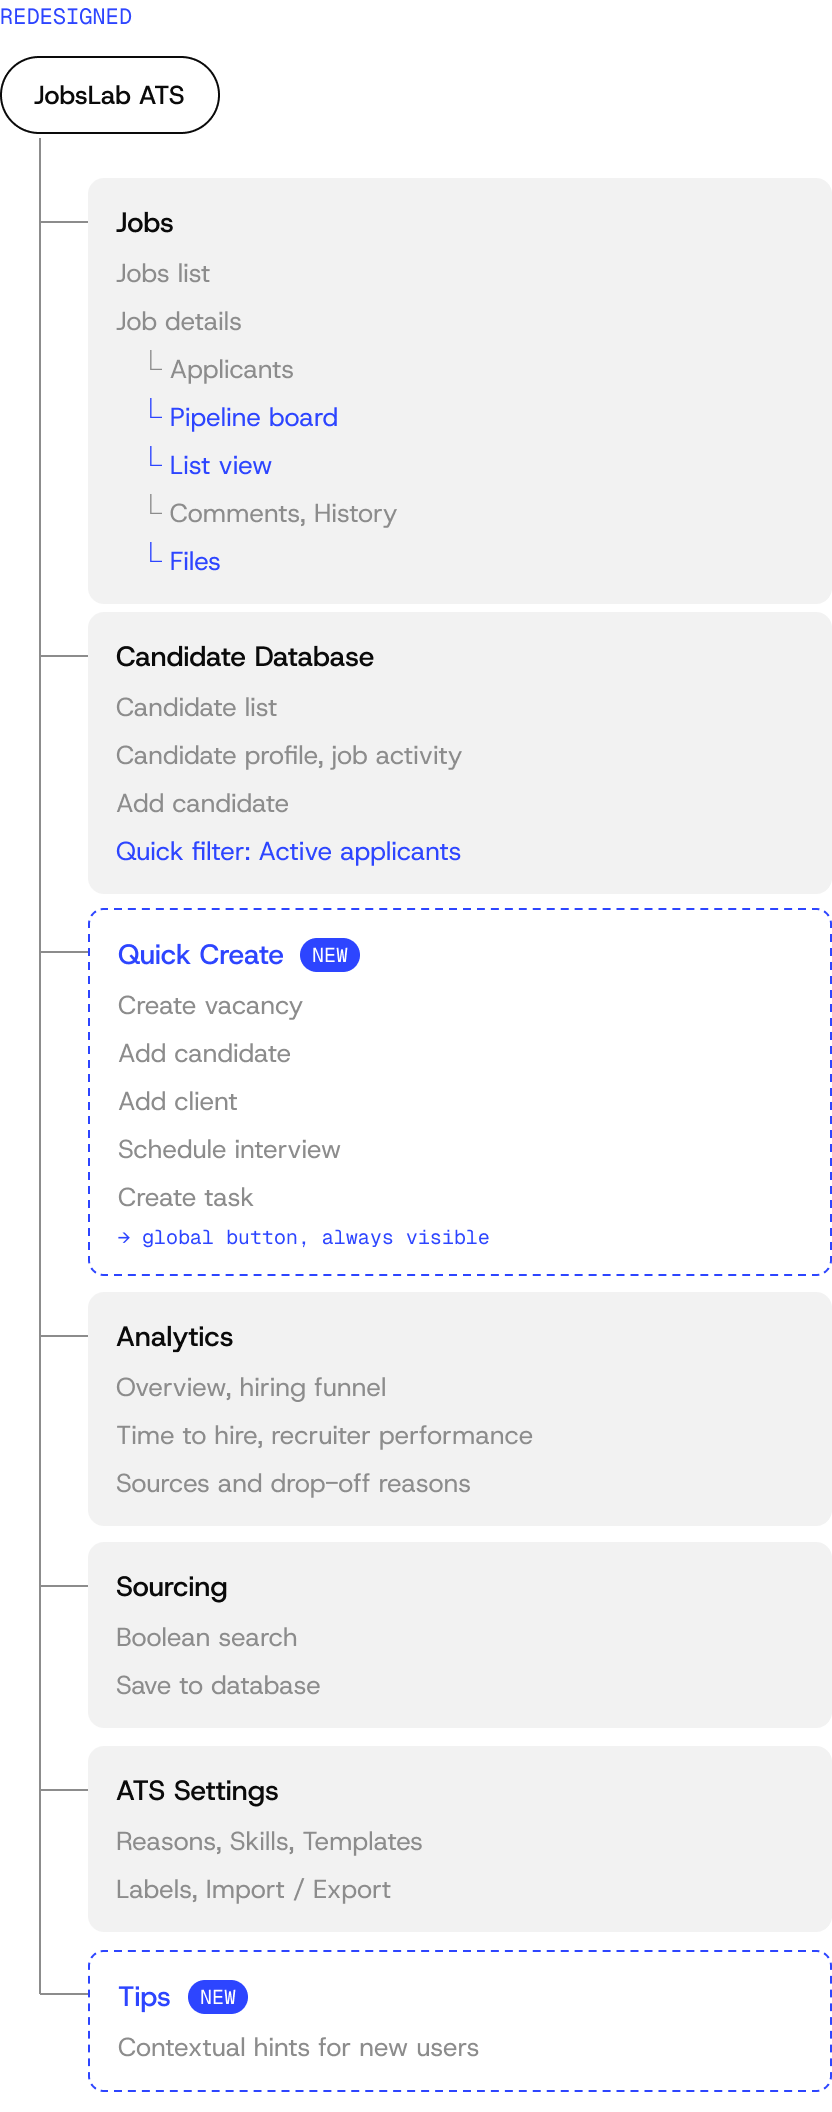 REDESIGNED
JobsLab ATS
Jobs
Jobs list
Job details
Applicants
Pipeline board
List view
Comments, History
Files
Candidate Database
Candidate list
Candidate profile, job activity
Add candidate
Quick filter: Active applicants
Quick Create NEW
Create vacancy
Add candidate
Add client
Schedule interview
Create task
→ global button, always visible
Analytics
Overview, hiring funnel
Time to hire, recruiter performance
Sources and drop-off reasons
Sourcing
Boolean search
Save to database
ATS Settings
Reasons, Skills, Templates
Labels, Import / Export
Tips NEW
Contextual hints for new users